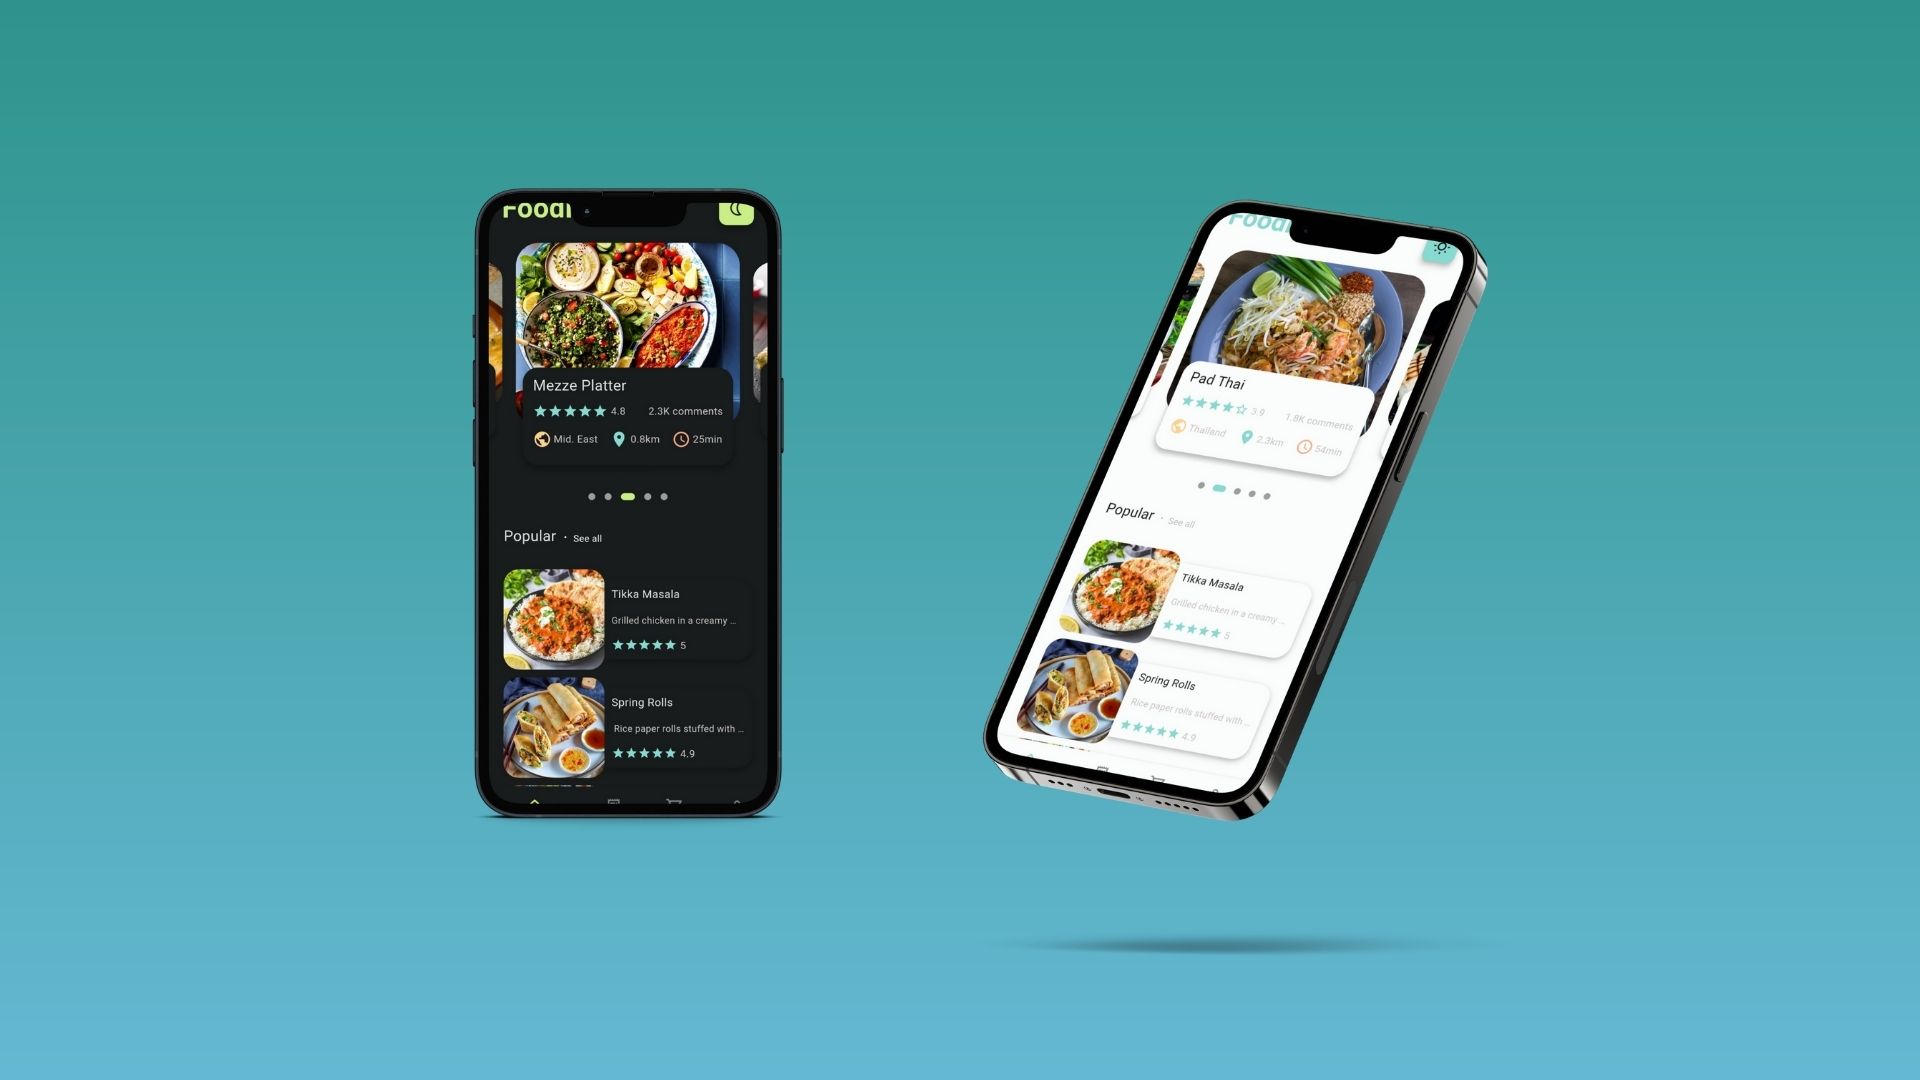 Foodi
Mezze Platter
4.8 2.3K comments
Mid. East 0.8km 25min
Popular · See all
Tikka Masala
Grilled chicken in a creamy ...
5
Spring Rolls
Rice paper rolls stuffed with ...
4.9
Foodi
Pad Thai
3.9 1.8K comments
Thailand 2.3km 54min
Popular · See all
Tikka Masala
Grilled chicken in a creamy ...
5
Spring Rolls
Rice paper rolls stuffed with ...
4.9